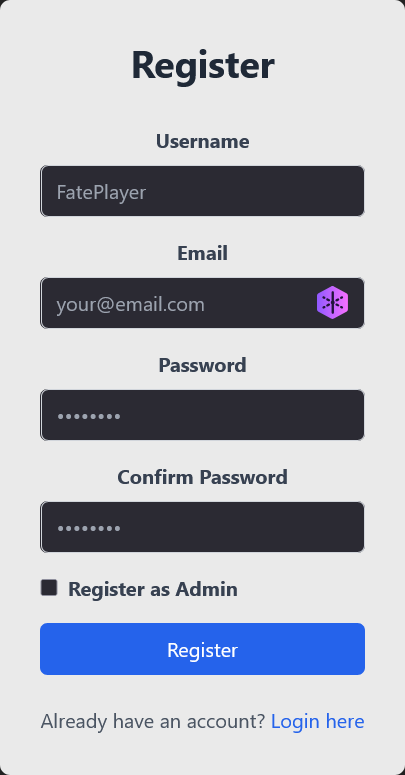 Register
Username
FatePlayer
Email
your@email.com
Password
••••••••
Confirm Password
••••••••
Register as Admin
Register
Already have an account? Login here